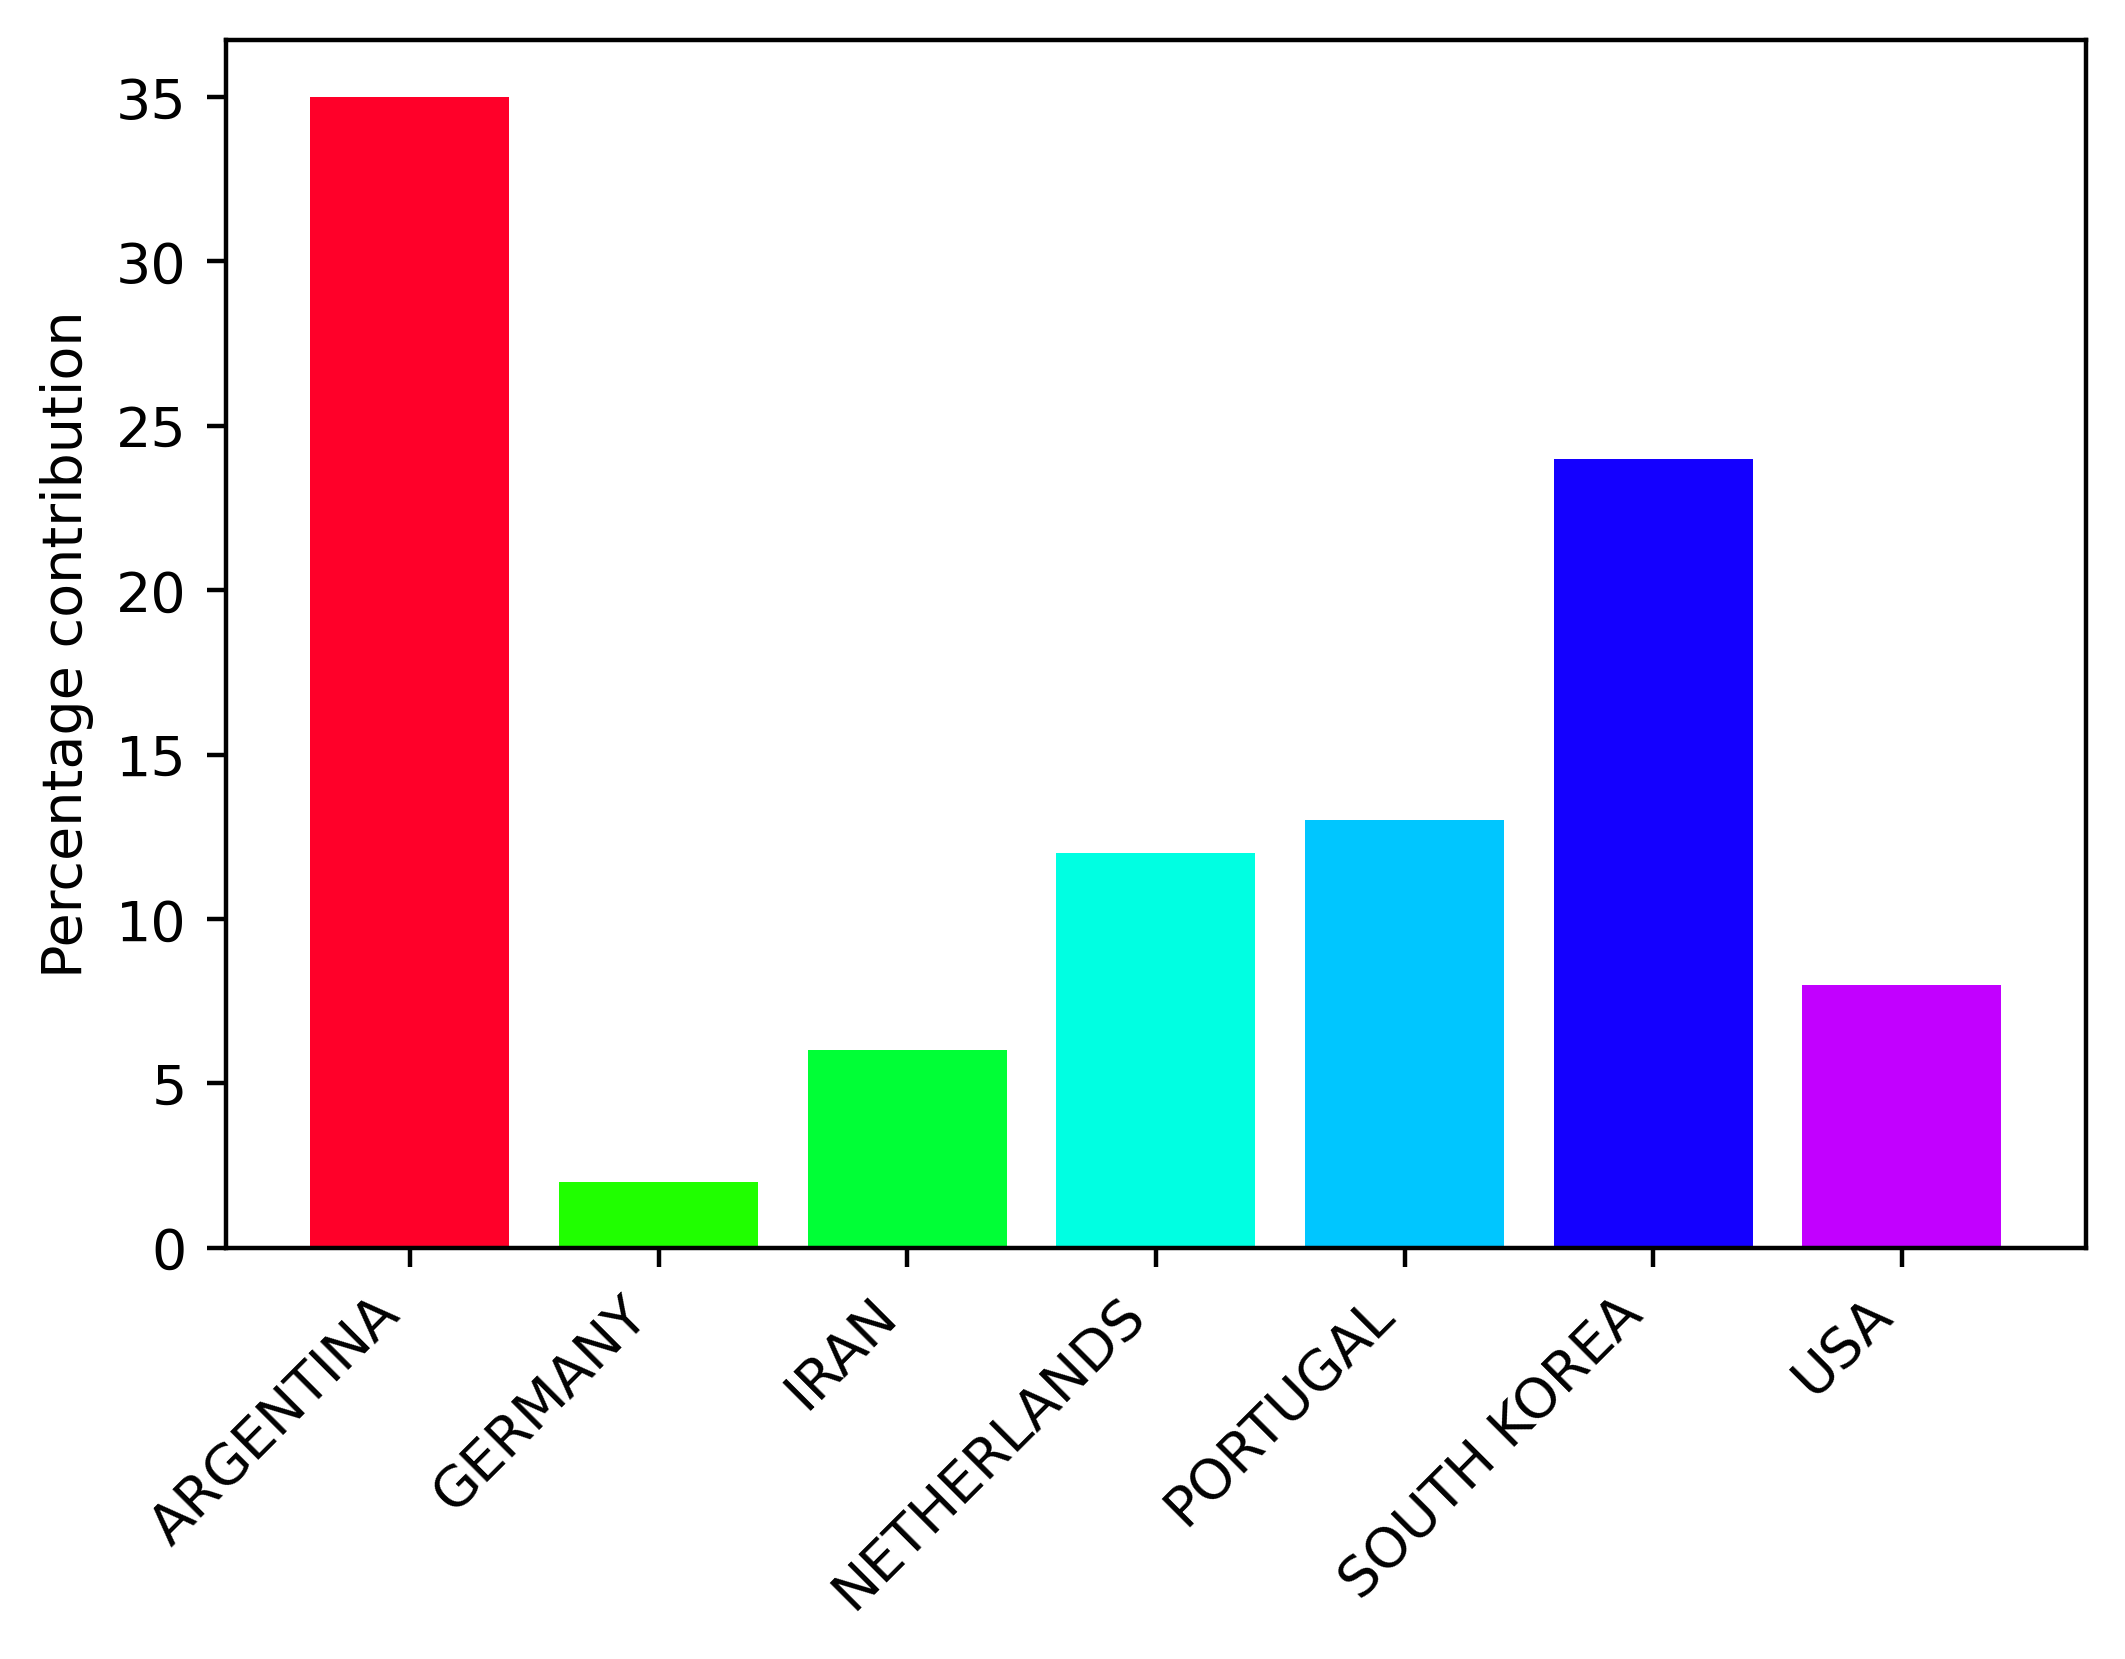 Percentage contribution
35
30
25
20
15
10
5
0
ARGENTINA
GERMANY
IRAN
NETHERLANDS
PORTUGAL
SOUTH KOREA
USA